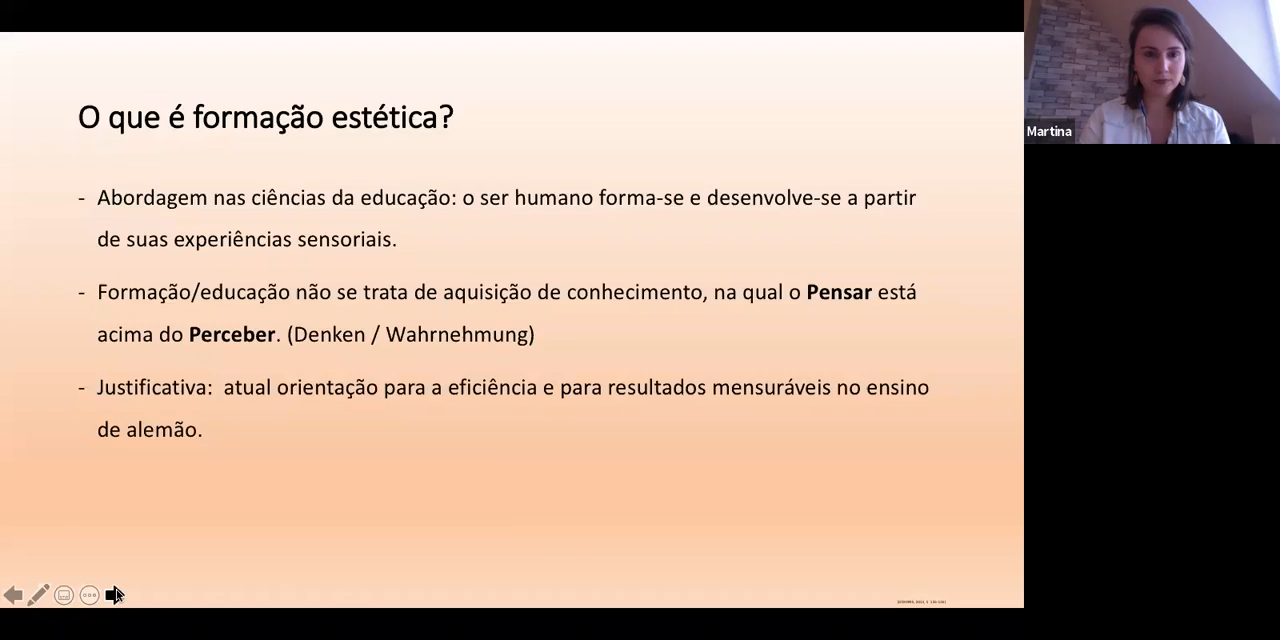 O que é formação estética?
- Abordagem nas ciências da educação: o ser humano forma-se e desenvolve-se a partir
de suas experiências sensoriais.
- Formação/educação não se trata de aquisição de conhecimento, na qual o Pensar está
acima do Perceber. (Denken / Wahrnehmung)
- Justificativa: atual orientação para a eficiência e para resultados mensuráveis no ensino
de alemão.
Martina